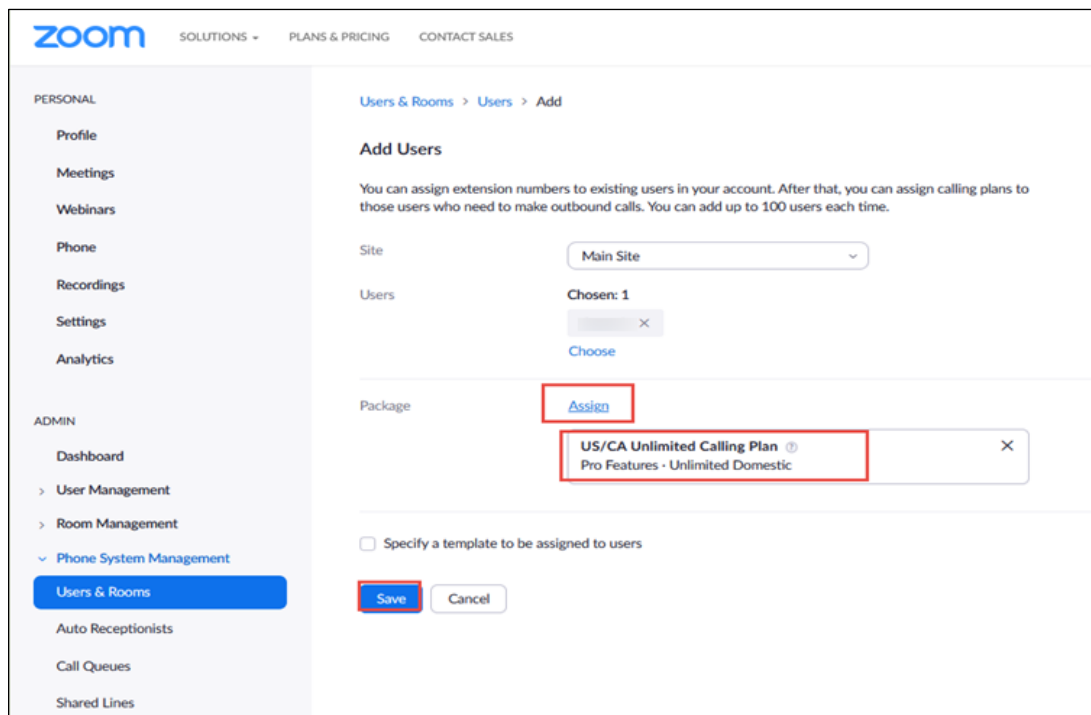 zoom SOLUTIONS PLANS & PRICING CONTACT SALES
PERSONAL
Profile
Meetings
Webinars
Phone
Recordings
Settings
Analytics
ADMIN
Dashboard
User Management
Room Management
Phone System Management
Users & Rooms
Auto Receptionists
Call Queues
Shared Lines
Users & Rooms > Users > Add
Add Users
You can assign extension numbers to existing users in your account. After that, you can assign calling plans to
those users who need to make outbound calls. You can add up to 100 users each time.
Site Main Site
Users Chosen: 1
Choose
Package Assign
US/CA Unlimited Calling Plan
Pro Features · Unlimited Domestic
Specify a template to be assigned to users
Save Cancel